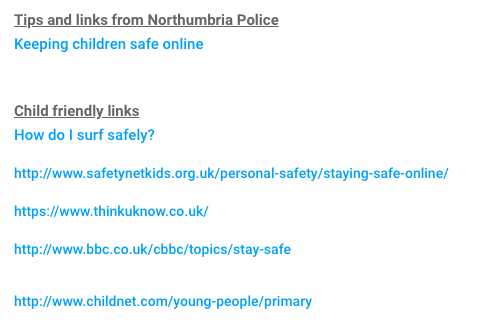 Tips and links from Northumbria Police
Keeping children safe online
Child friendly links
How do I surf safely?
http://www.safetynetkids.org.uk/personal-safety/staying-safe-online/
https://www.thinkuknow.co.uk/
http://www.bbc.co.uk/cbbc/topics/stay-safe
http://www.childnet.com/young-people/primary